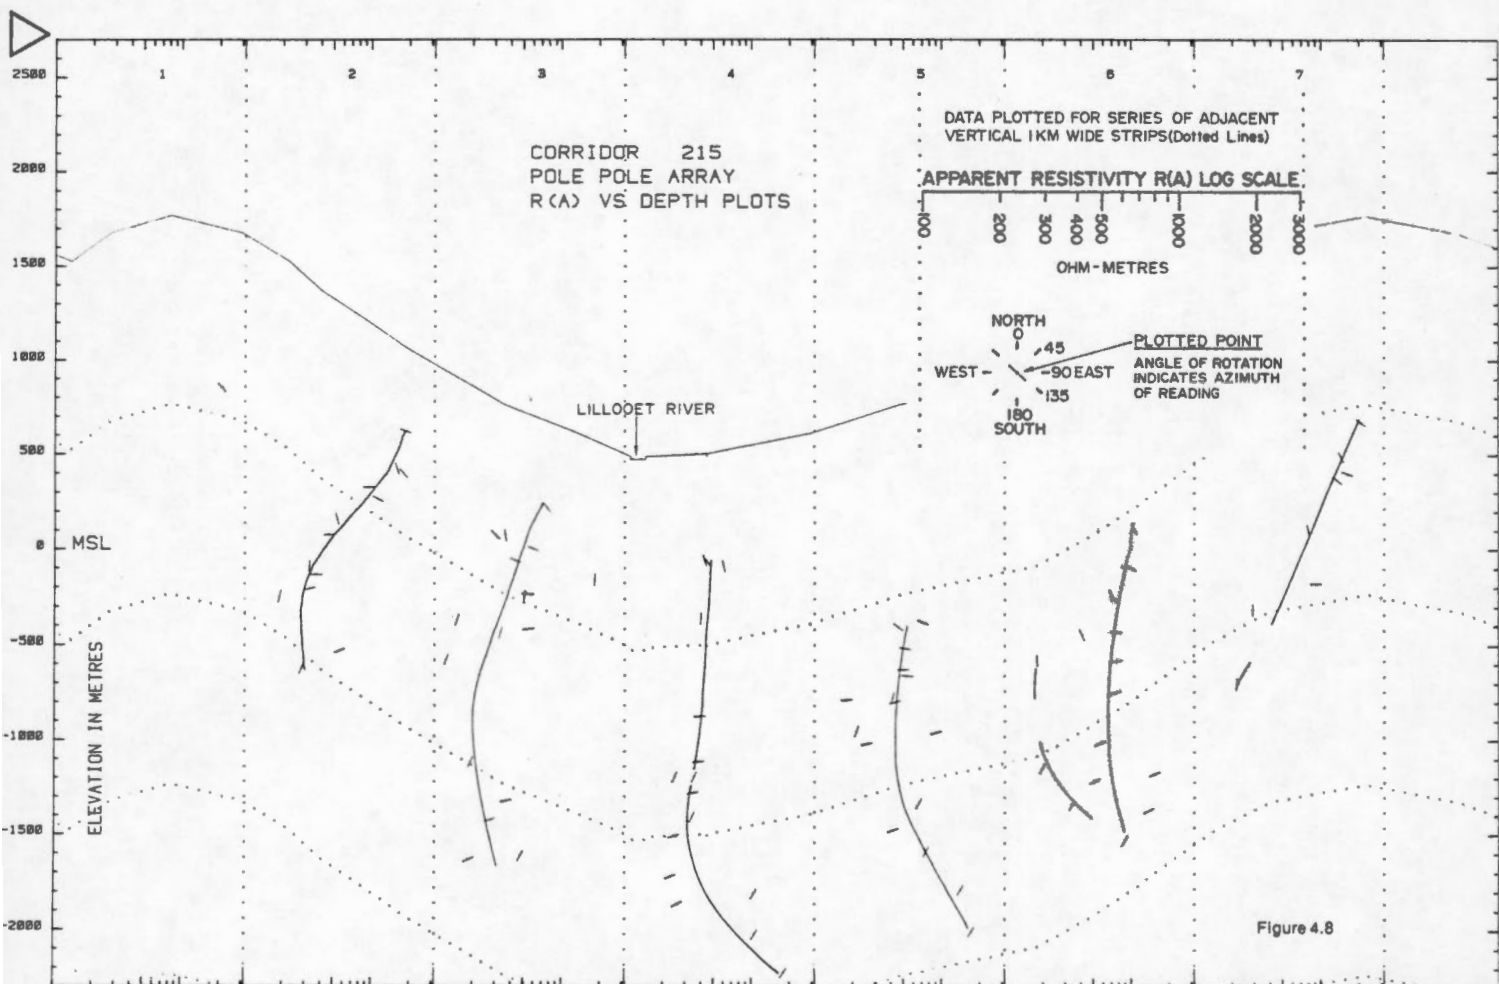 1 2 3 4 5 6 7
2500
2000
1500
1000
500
0 MSL
-500
-1000
-1500
-2000
ELEVATION IN METRES
CORRIDOR 215
POLE POLE ARRAY
R(A) VS DEPTH PLOTS
LILLOOET RIVER
DATA PLOTTED FOR SERIES OF ADJACENT
VERTICAL 1KM WIDE STRIPS(Dotted Lines)
APPARENT RESISTIVITY R(A) LOG SCALE
100 200 300 400 500 1000 2000 3000
OHM-METRES
NORTH
0
45
WEST 90 EAST
135
180
SOUTH
PLOTTED POINT
ANGLE OF ROTATION
INDICATES AZIMUTH
OF READING
Figure 4.8